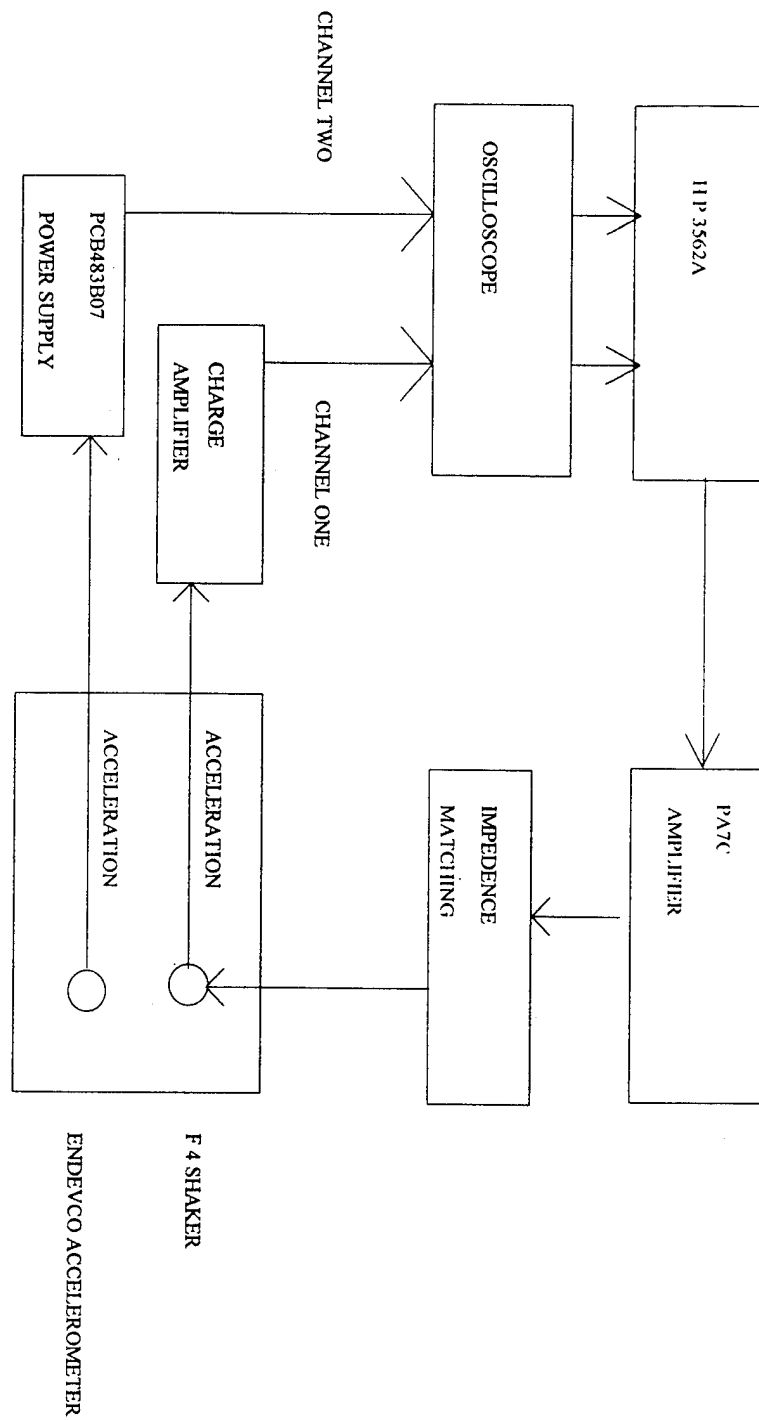 HP 3562A
PA7C
AMPLIFIER
OSCILLOSCOPE
IMPEDENCE
MATCHING
CHANNEL TWO
CHANNEL ONE
CHARGE
AMPLIFIER
ACCELERATION
F 4 SHAKER
PCB483B07
POWER SUPPLY
ACCELERATION
ENDEVCO ACCELEROMETER